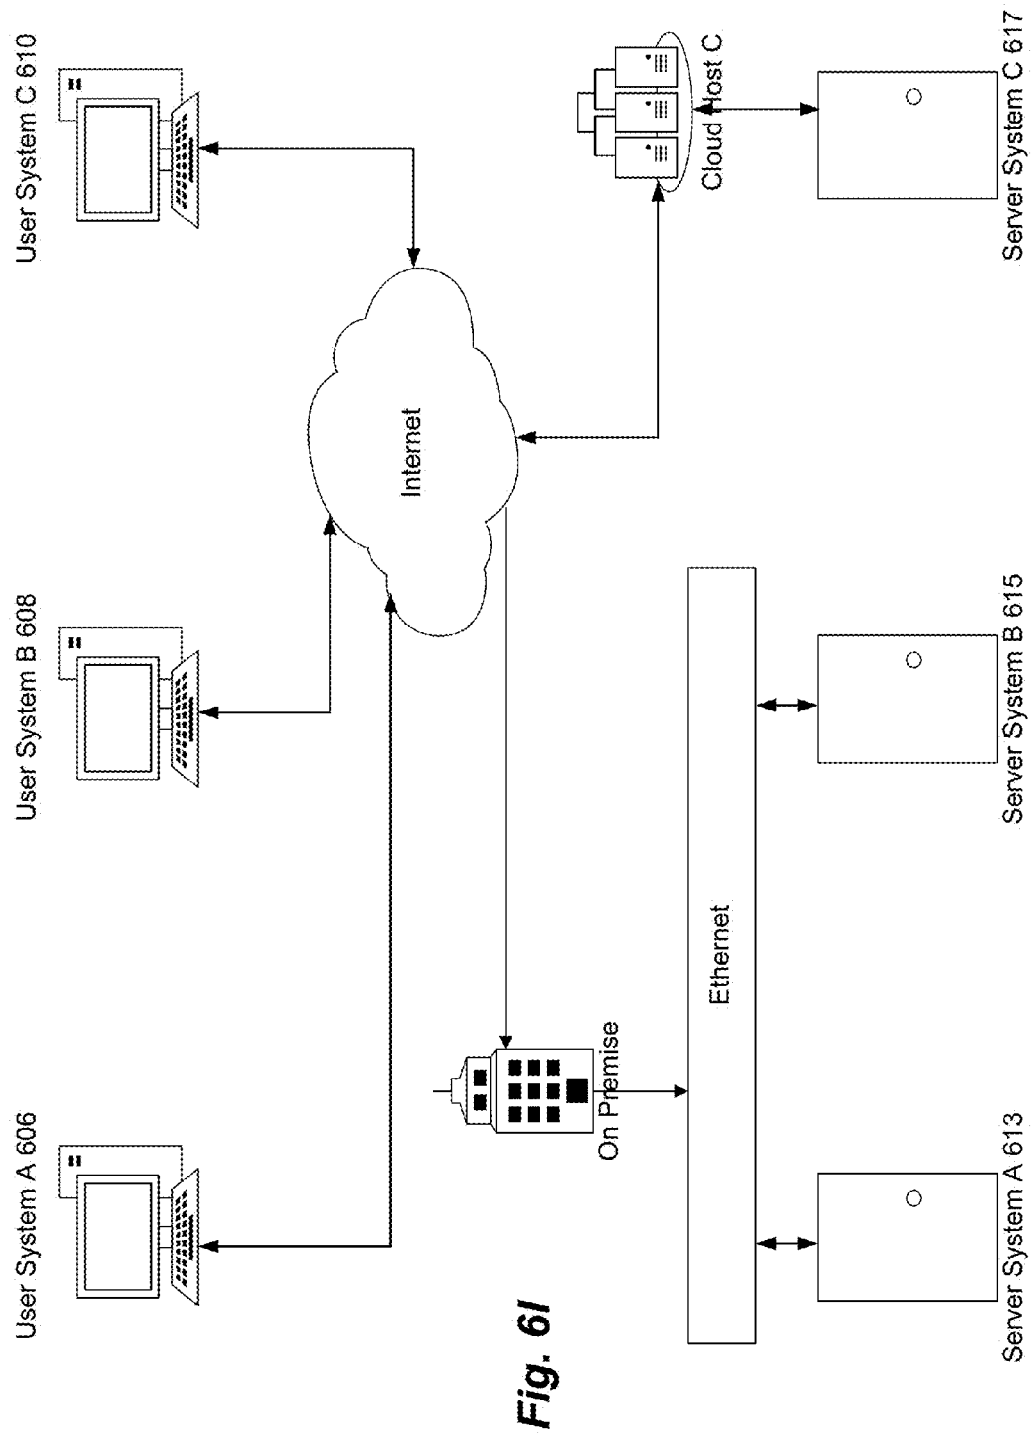 User System A 606
User System B 608
User System C 610
Internet
On Premise
Cloud Host C
Ethernet
Server System A 613
Server System B 615
Server System C 617
Fig. 6I